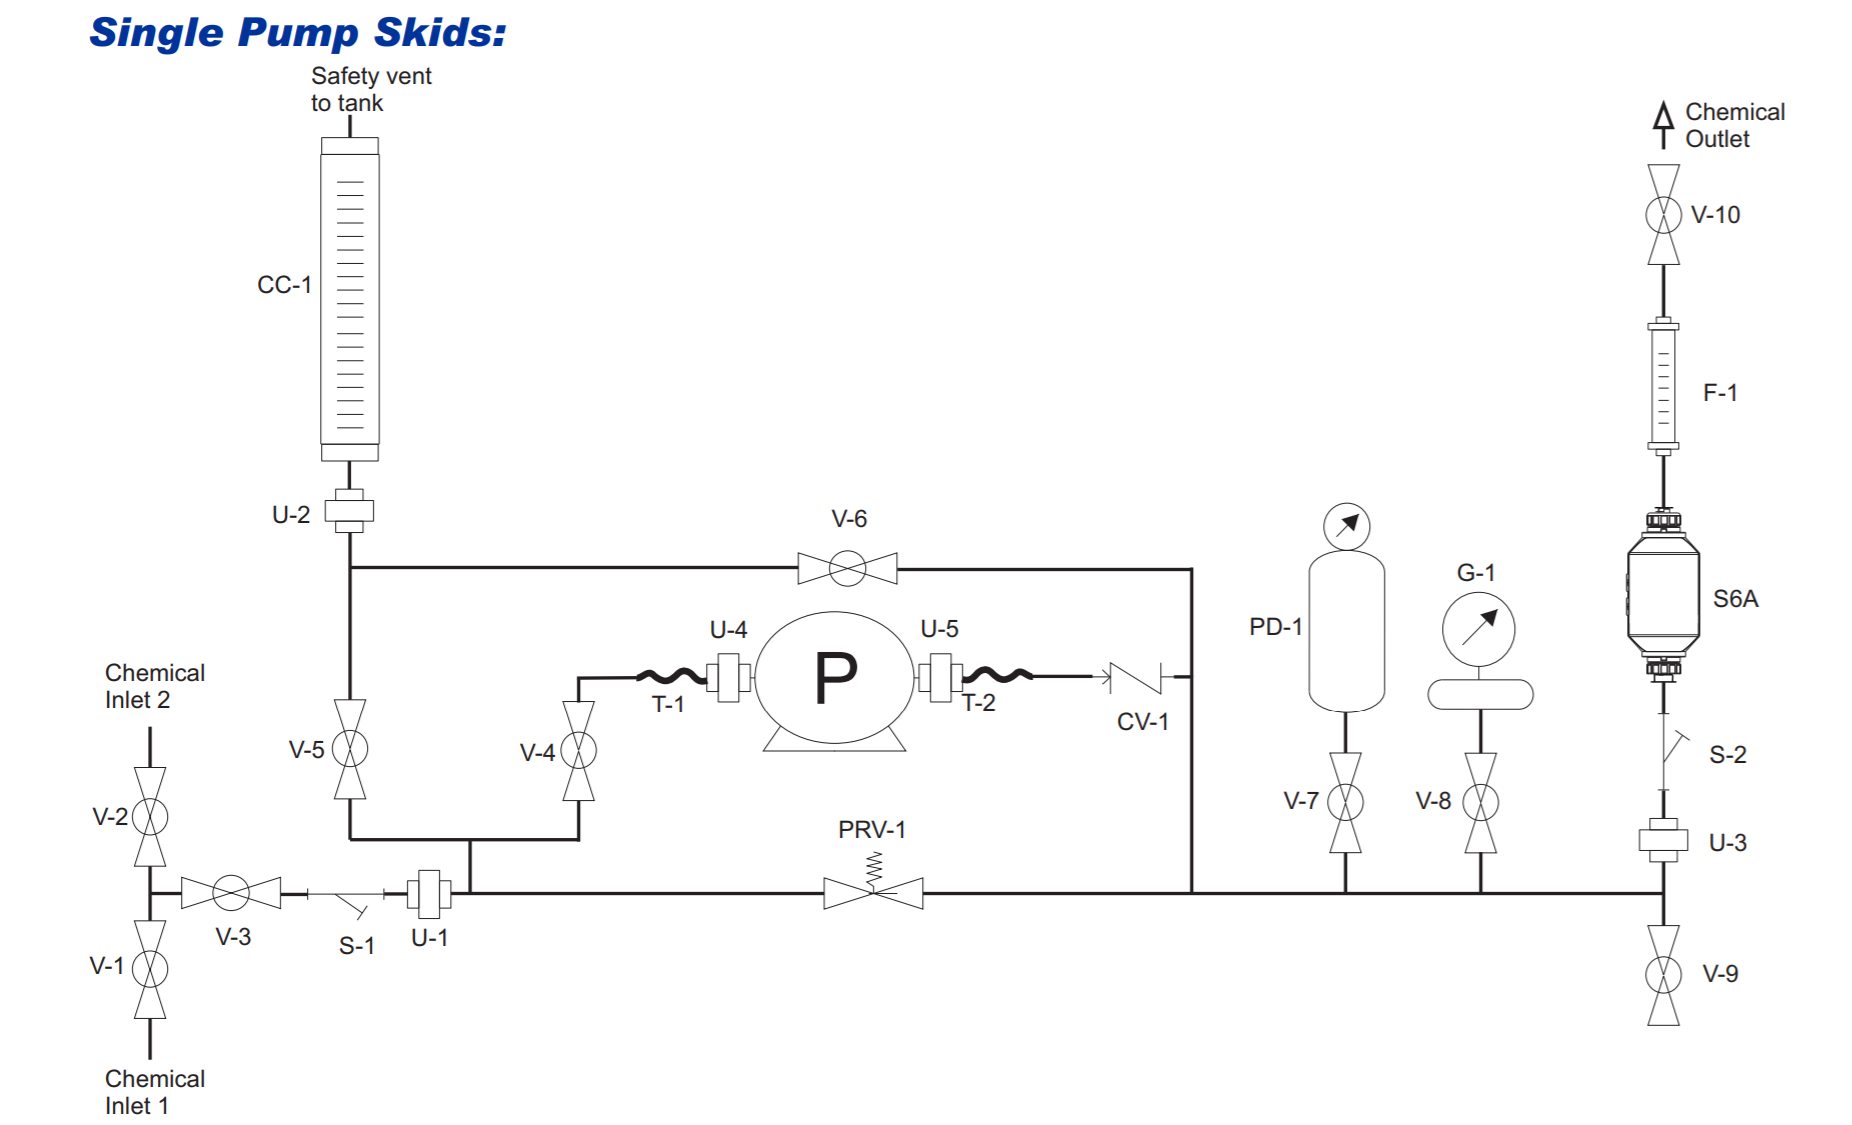 Single Pump Skids:
Safety vent
to tank
Chemical
Outlet
V-10
CC-1
F-1
U-2
V-6
G-1
S6A
PD-1
U-4
U-5
P
Chemical
Inlet 2
T-1
T-2
CV-1
V-5
V-4
S-2
V-7
V-8
V-2
PRV-1
U-3
V-3
S-1
U-1
V-1
V-9
Chemical
Inlet 1